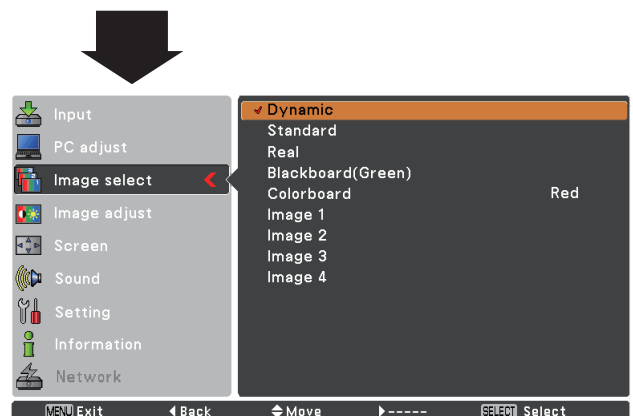 Input
PC adjust
Image select
Image adjust
Screen
Sound
Setting
Information
Network
Dynamic
Standard
Real
Blackboard(Green)
Colorboard Red
Image 1
Image 2
Image 3
Image 4
MENU Exit Back Move ----- SELECT Select